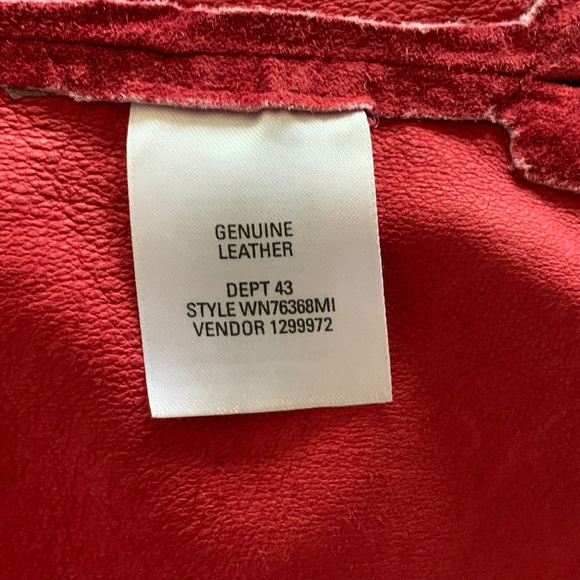 GENUINE
LEATHER
DEPT 43
STYLE WN76368MI
VENDOR 1299972